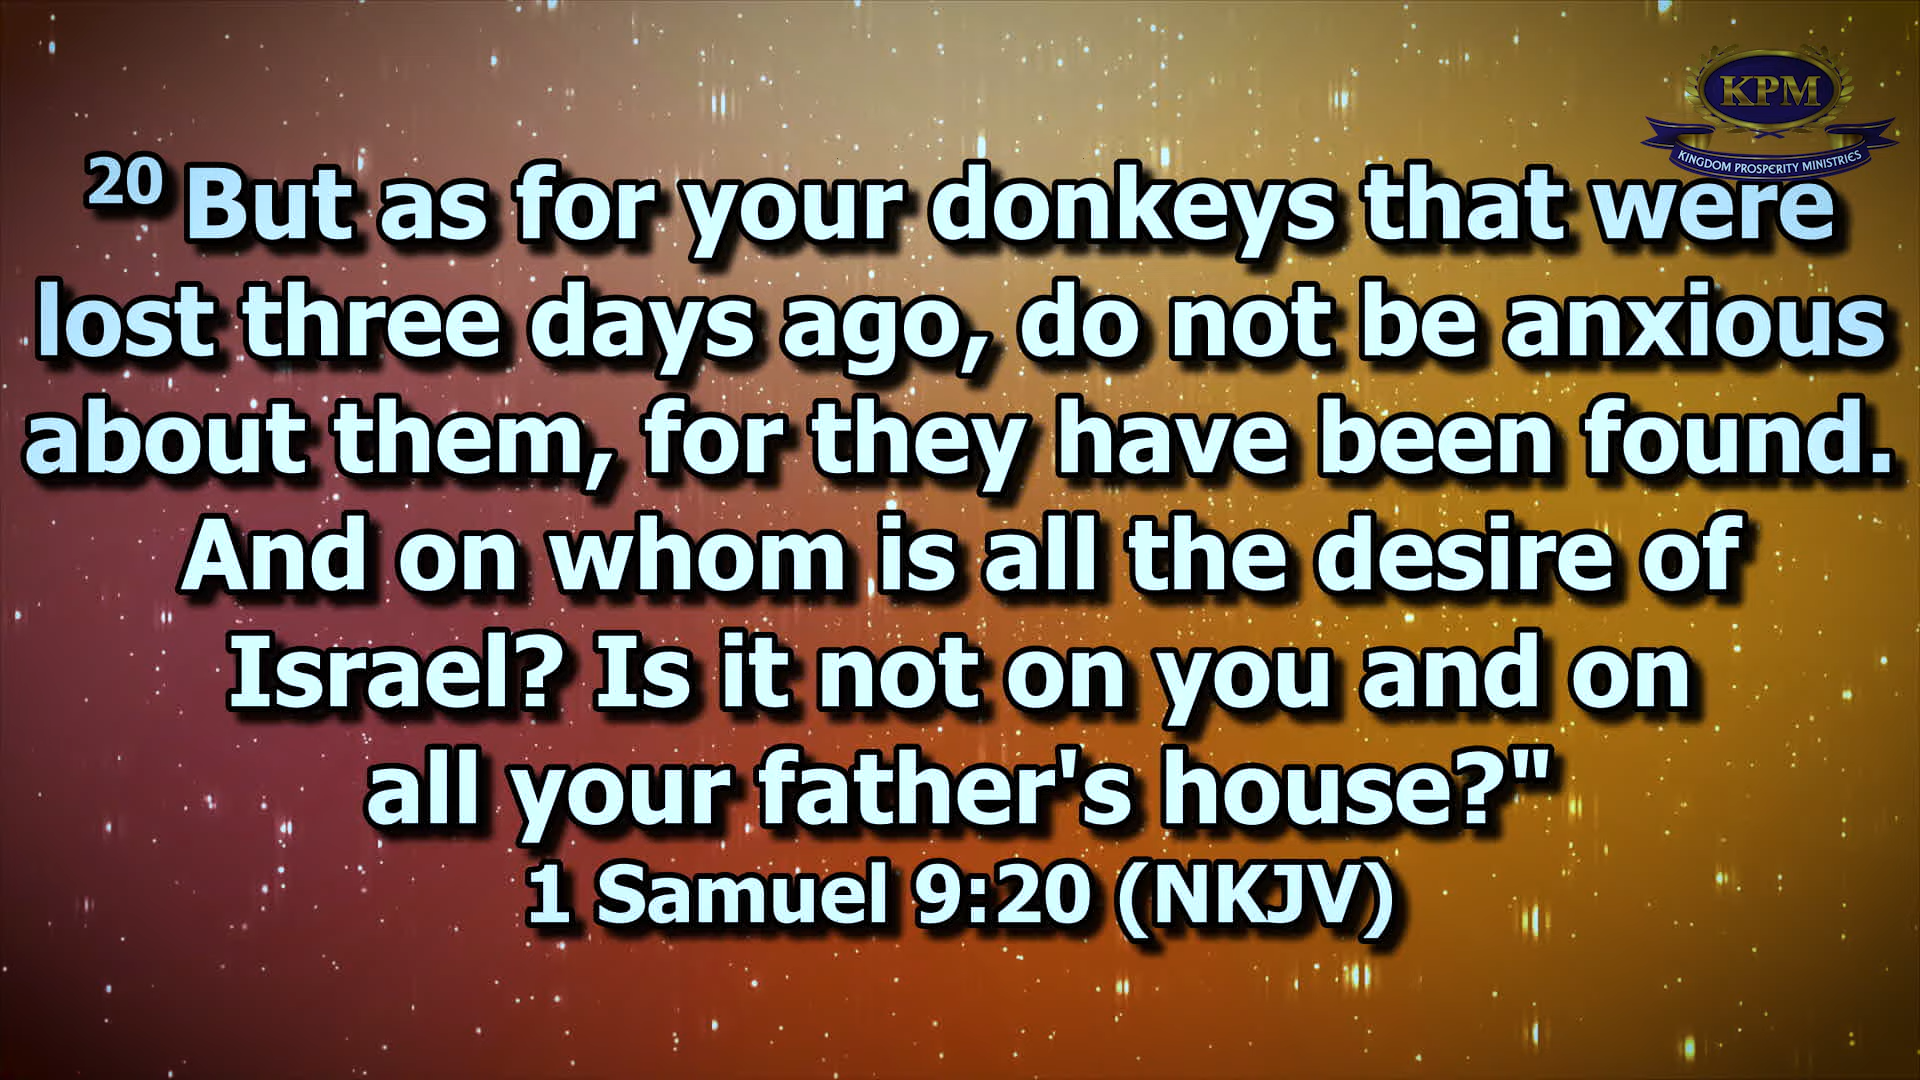 KPM
KINGDOM PROSPERITY MINISTRIES
20 But as for your donkeys that were
lost three days ago, do not be anxious
about them, for they have been found.
And on whom is all the desire of
Israel? Is it not on you and on
all your father's house?"
1 Samuel 9:20 (NKJV)